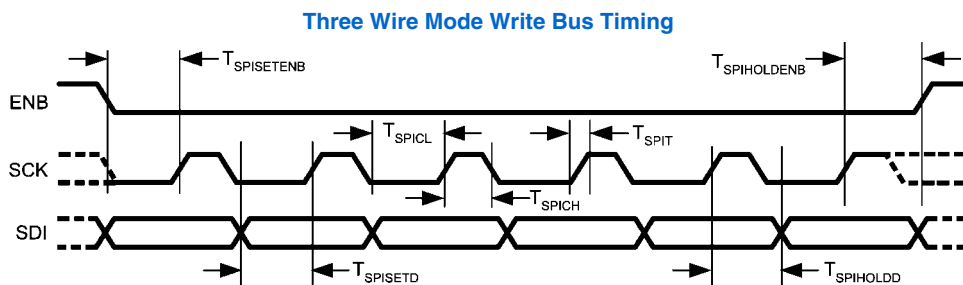 Three Wire Mode Write Bus Timing
TSPISETENB
TSPIHOLDENB
ENB
TSPICL
TSPIT
SCK
TSPICH
SDI
TSPISETD
TSPIHOLDD